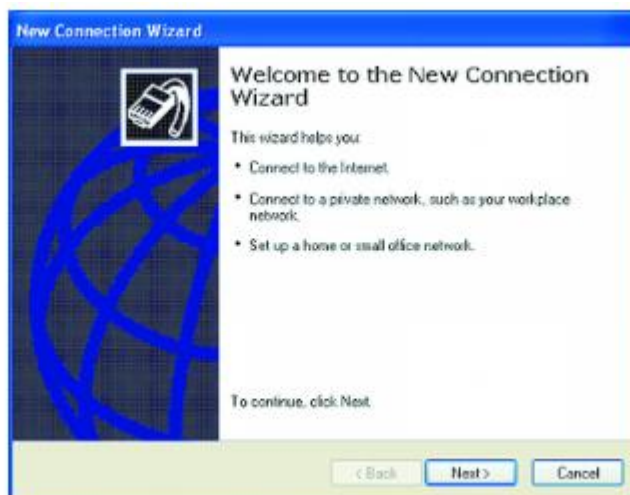 New Connection Wizard
Welcome to the New Connection
Wizard
This wizard helps you:
• Connect to the Internet.
• Connect to a private network, such as your workplace
network.
• Set up a home or small office network.
To continue, click Next.
< Back
Next >
Cancel